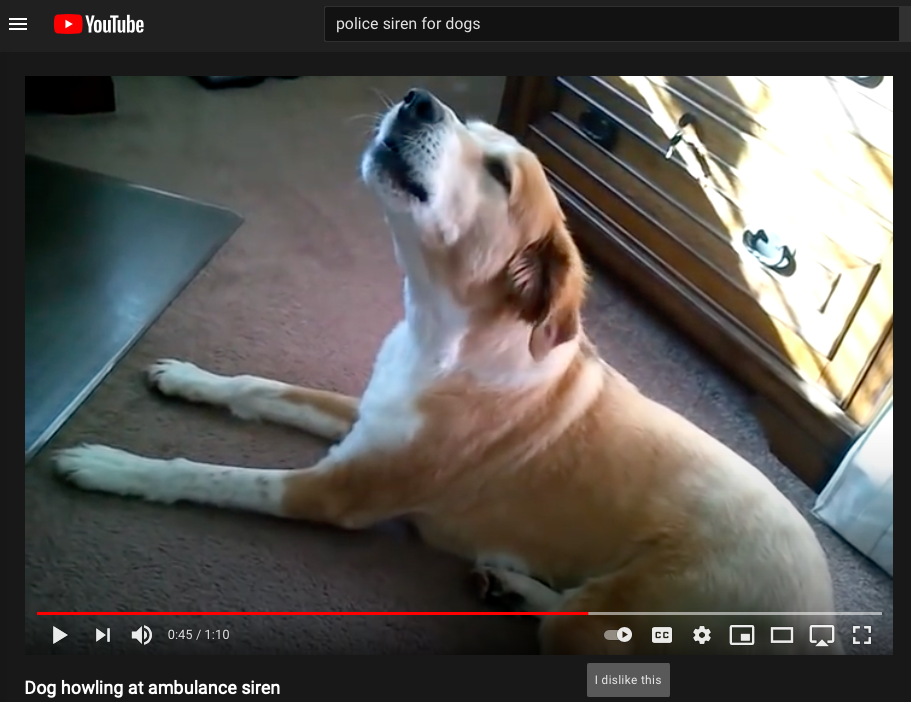 YouTube
police siren for dogs
0:45 / 1:10
CC
Dog howling at ambulance siren
I dislike this